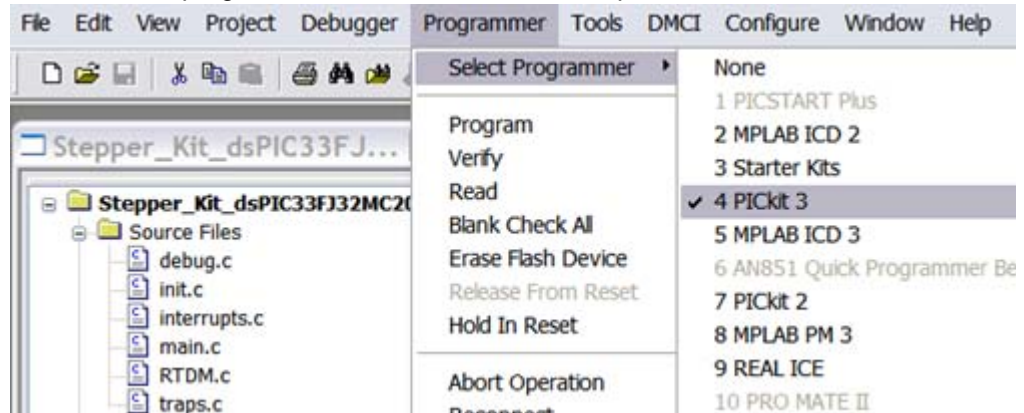 File Edit View Project Debugger Programmer Tools DMCI Configure Window Help
Select Programmer
None
1 PICSTART Plus
2 MPLAB ICD 2
3 Starter Kits
4 PICkit 3
5 MPLAB ICD 3
6 AN851 Quick Programmer Be
7 PICkit 2
8 MPLAB PM 3
9 REAL ICE
10 PRO MATE II
Program
Verify
Read
Blank Check All
Erase Flash Device
Release From Reset
Hold In Reset
Abort Operation
Stepper_Kit_dsPIC33FJ...
Stepper_Kit_dsPIC33FJ32MC20
Source Files
debug.c
init.c
interrupts.c
main.c
RTDM.c
traps.c